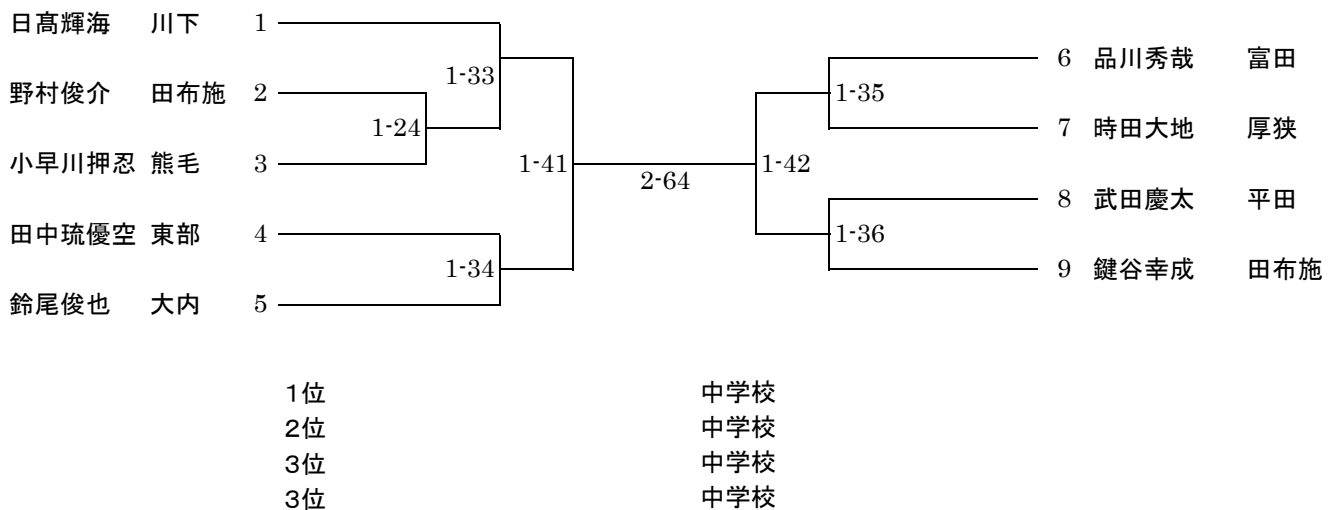 日髙輝海 川下 1
野村俊介 田布施 2
小早川押忍 熊毛 3
田中琉優空 東部 4
鈴尾俊也 大内 5
1-33
1-24
1-34
1-41
2-64
1-42
1-35
1-36
6 品川秀哉 富田
7 時田大地 厚狭
8 武田慶太 平田
9 鍵谷幸成 田布施
1位 中学校
2位 中学校
3位 中学校
3位 中学校